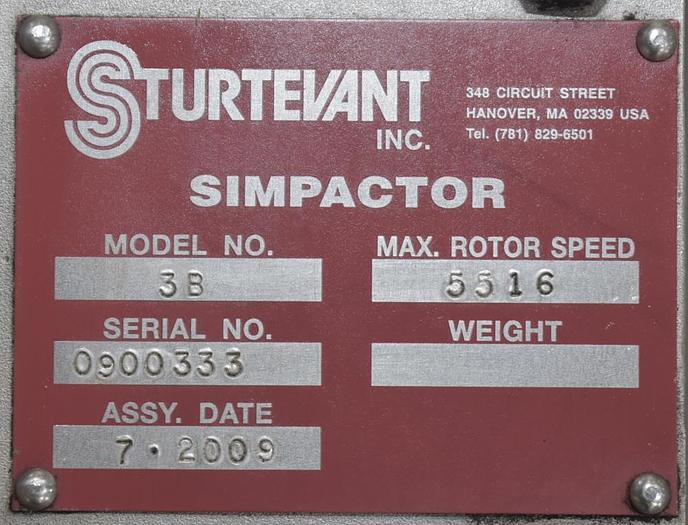 STURTEVANT
INC.
348 CIRCUIT STREET
HANOVER, MA 02339 USA
Tel. (781) 829-6501
SIMPACTOR
MODEL NO.
3B
MAX. ROTOR SPEED
5516
SERIAL NO.
0900333
WEIGHT
ASSY. DATE
7·2009